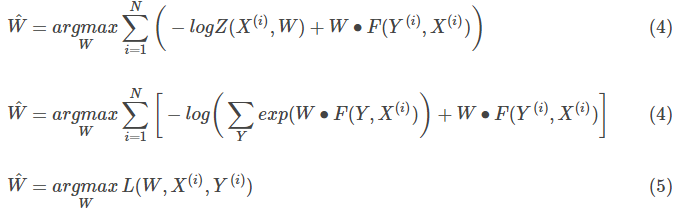 Ŵ = argmax_W ∑_{i=1}^{N} ( −logZ(X^{(i)}, W) + W • F(Y^{(i)}, X^{(i)}) ) (4)
Ŵ = argmax_W ∑_{i=1}^{N} [ −log( ∑_Y exp(W • F(Y, X^{(i)}) ) + W • F(Y^{(i)}, X^{(i)}) ] (4)
Ŵ = argmax_W L(W, X^{(i)}, Y^{(i)}) (5)